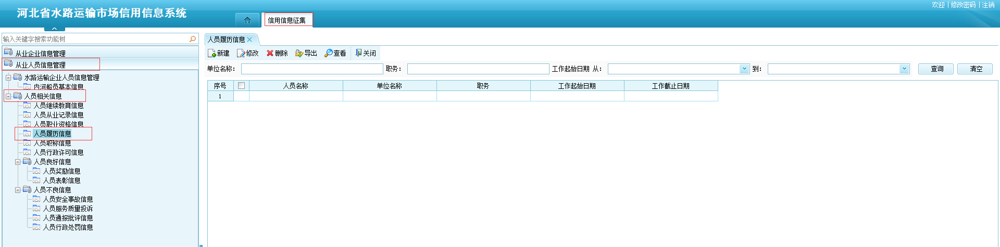 欢迎 | 修改密码 | 注销
河北省水路运输市场信用信息系统
信用信息征集
输入关键字搜索功能树
从业企业信息管理
从业人员信息管理
水路运输企业人员信息管理
内河船员基本信息
人员相关信息
人员继续教育信息
人员从业记录信息
人员职业资格信息
人员履历信息
人员职称信息
人员行政许可信息
人员良好信息
人员奖励信息
人员表彰信息
人员不良信息
人员安全事故信息
人员服务质量投诉
人员通报批评信息
人员行政处罚信息
人员履历信息
新建 修改 删除 导出 查看 关闭
单位名称： 职务： 工作起始日期 从： 到： 查询 清空
序号 人员名称 单位名称 职务 工作起始日期 工作截止日期
1